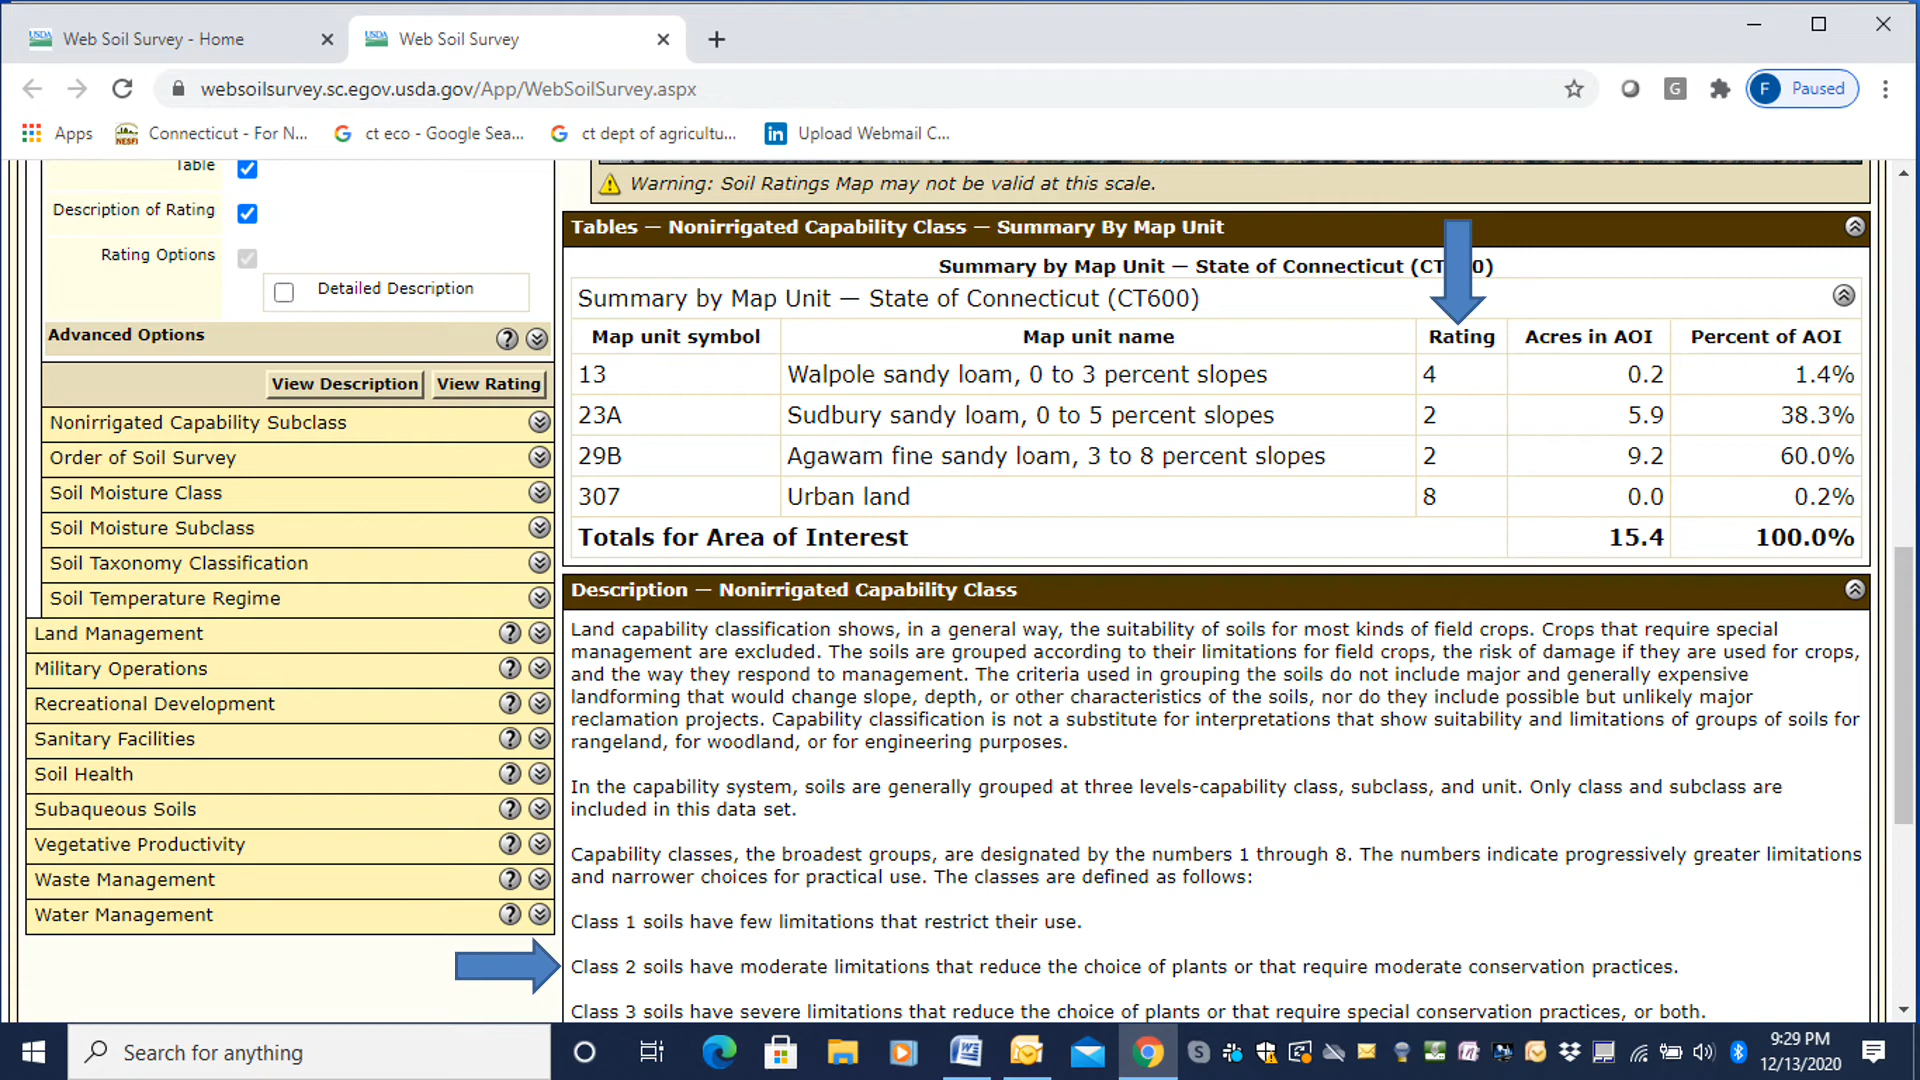 Web Soil Survey - Home
Web Soil Survey
websoilsurvey.sc.egov.usda.gov/App/WebSoilSurvey.aspx
G
F Paused
Apps
Connecticut - For N...
ct eco - Google Sea...
ct dept of agricultu...
Upload Webmail C...
Table
Description of Rating
Rating Options
Detailed Description
Advanced Options
View Description
View Rating
Nonirrigated Capability Subclass
Order of Soil Survey
Soil Moisture Class
Soil Moisture Subclass
Soil Taxonomy Classification
Soil Temperature Regime
Land Management
Military Operations
Recreational Development
Sanitary Facilities
Soil Health
Subaqueous Soils
Vegetative Productivity
Waste Management
Water Management
Warning: Soil Ratings Map may not be valid at this scale.
Tables — Nonirrigated Capability Class — Summary By Map Unit
Summary by Map Unit — State of Connecticut
Summary by Map Unit — State of Connecticut (CT600)
Map unit symbol Map unit name Rating Acres in AOI Percent of AOI
13 Walpole sandy loam, 0 to 3 percent slopes 4 0.2 1.4%
23A Sudbury sandy loam, 0 to 5 percent slopes 2 5.9 38.3%
29B Agawam fine sandy loam, 3 to 8 percent slopes 2 9.2 60.0%
307 Urban land 8 0.0 0.2%
Totals for Area of Interest 15.4 100.0%
Description — Nonirrigated Capability Class
Land capability classification shows, in a general way, the suitability of soils for most kinds of field crops. Crops that require special
management are excluded. The soils are grouped according to their limitations for field crops, the risk of damage if they are used for crops,
and the way they respond to management. The criteria used in grouping the soils do not include major and generally expensive
landforming that would change slope, depth, or other characteristics of the soils, nor do they include possible but unlikely major
reclamation projects. Capability classification is not a substitute for interpretations that show suitability and limitations of groups of soils for
rangeland, for woodland, or for engineering purposes.
In the capability system, soils are generally grouped at three levels-capability class, subclass, and unit. Only class and subclass are
included in this data set.
Capability classes, the broadest groups, are designated by the numbers 1 through 8. The numbers indicate progressively greater limitations
and narrower choices for practical use. The classes are defined as follows:
Class 1 soils have few limitations that restrict their use.
Class 2 soils have moderate limitations that reduce the choice of plants or that require moderate conservation practices.
Class 3 soils have severe limitations that reduce the choice of plants or that require special conservation practices, or both.
Search for anything
9:29 PM
12/13/2020